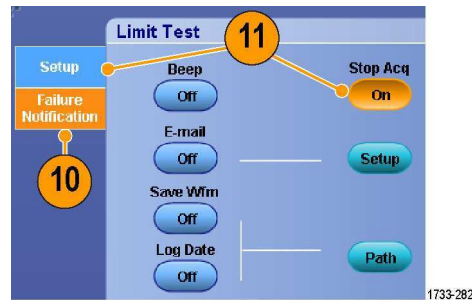 Limit Test
11
Setup
Beep
Stop Acq
Off
On
Failure
Notification
E-mail
Off
Setup
10
Save Wfm
Off
Log Date
Off
Path
1733-282